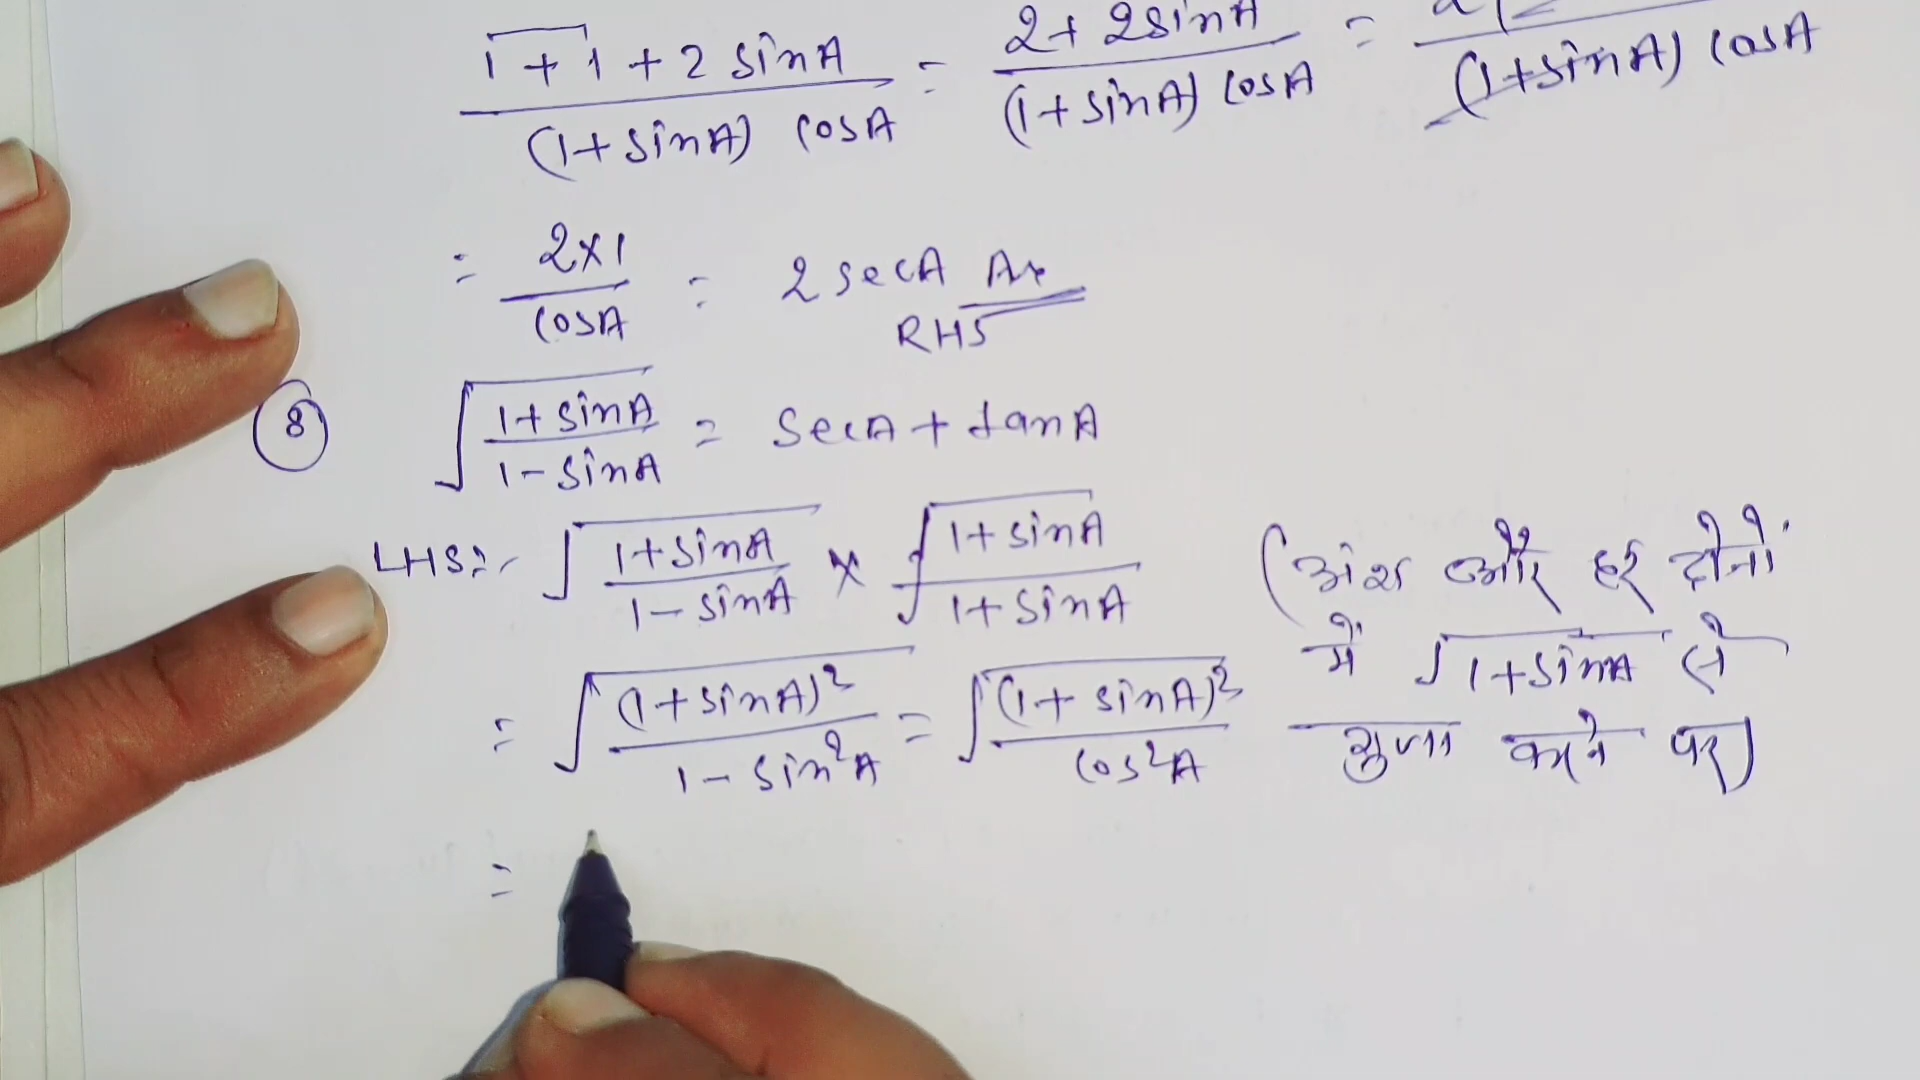 1+1+2 sinA / (1+sinA) cosA = 2+2sinA / (1+sinA) cosA = / (1+sinA) cosA
= 2×1 / cosA = 2 secA
RHS
8 √(1+sinA / 1-sinA) = secA + tanA
LHS:- √(1+sinA / 1-sinA) × √(1+sinA / 1+sinA) (अंश और हर दोनों
में √1+sinA से
= √((1+sinA)² / 1-sin²A) = √((1+sinA)² / cos²A) गुणा करने पर)
=